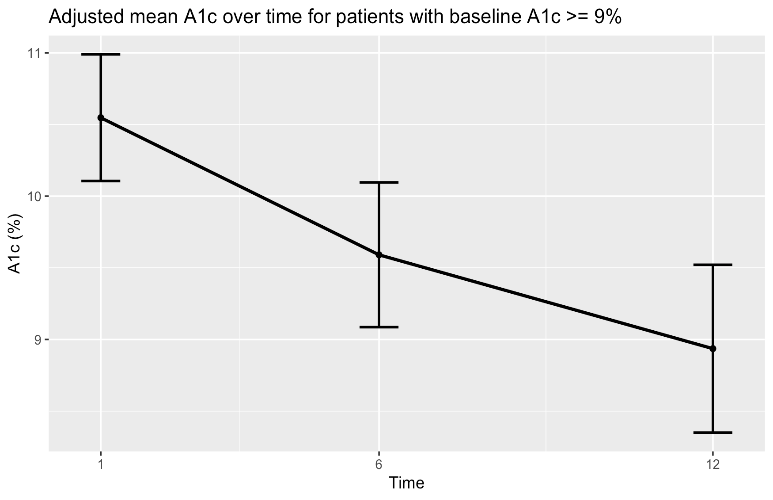 Adjusted mean A1c over time for patients with baseline A1c >= 9%
11
10
9
A1c (%)
1 6 12
Time